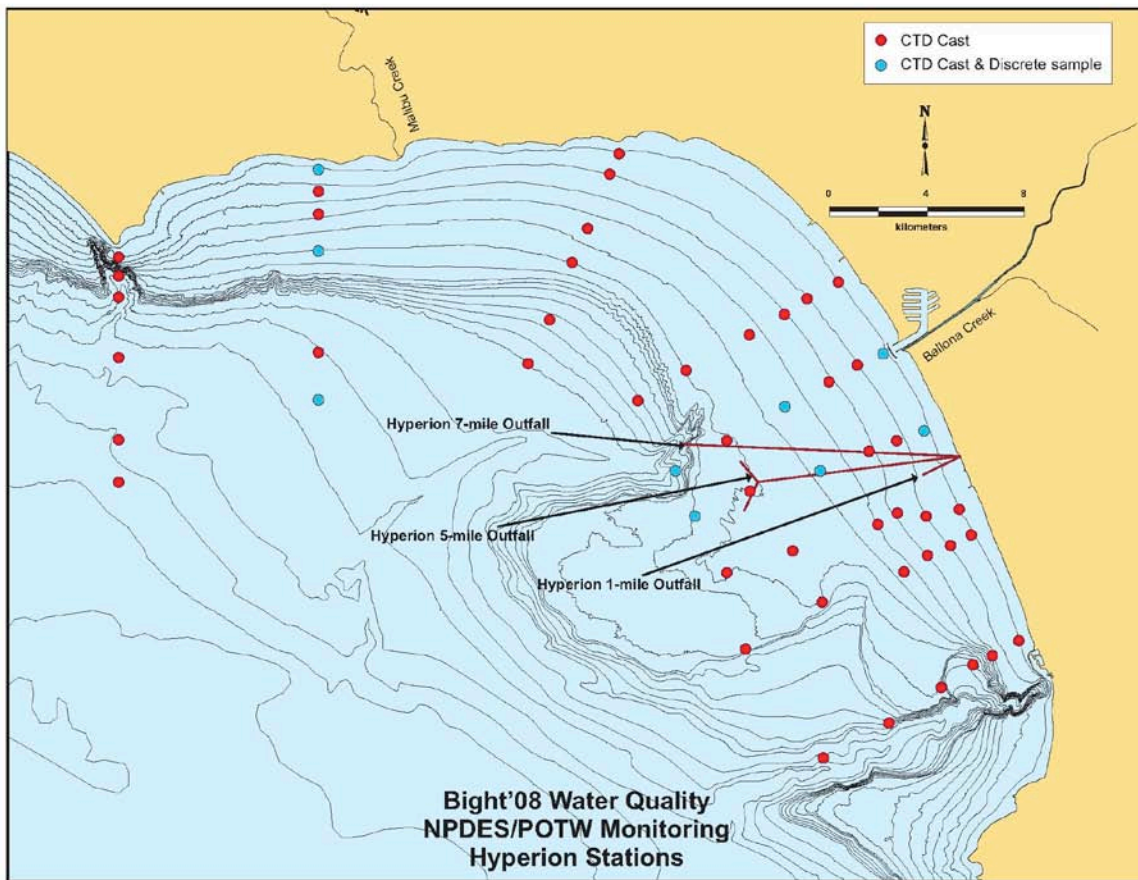 CTD Cast
CTD Cast & Discrete sample
Malibu Creek
N
0 4 8
kilometers
Ballona Creek
Hyperion 7-mile Outfall
Hyperion 5-mile Outfall
Hyperion 1-mile Outfall
Bight'08 Water Quality
NPDES/POTW Monitoring
Hyperion Stations